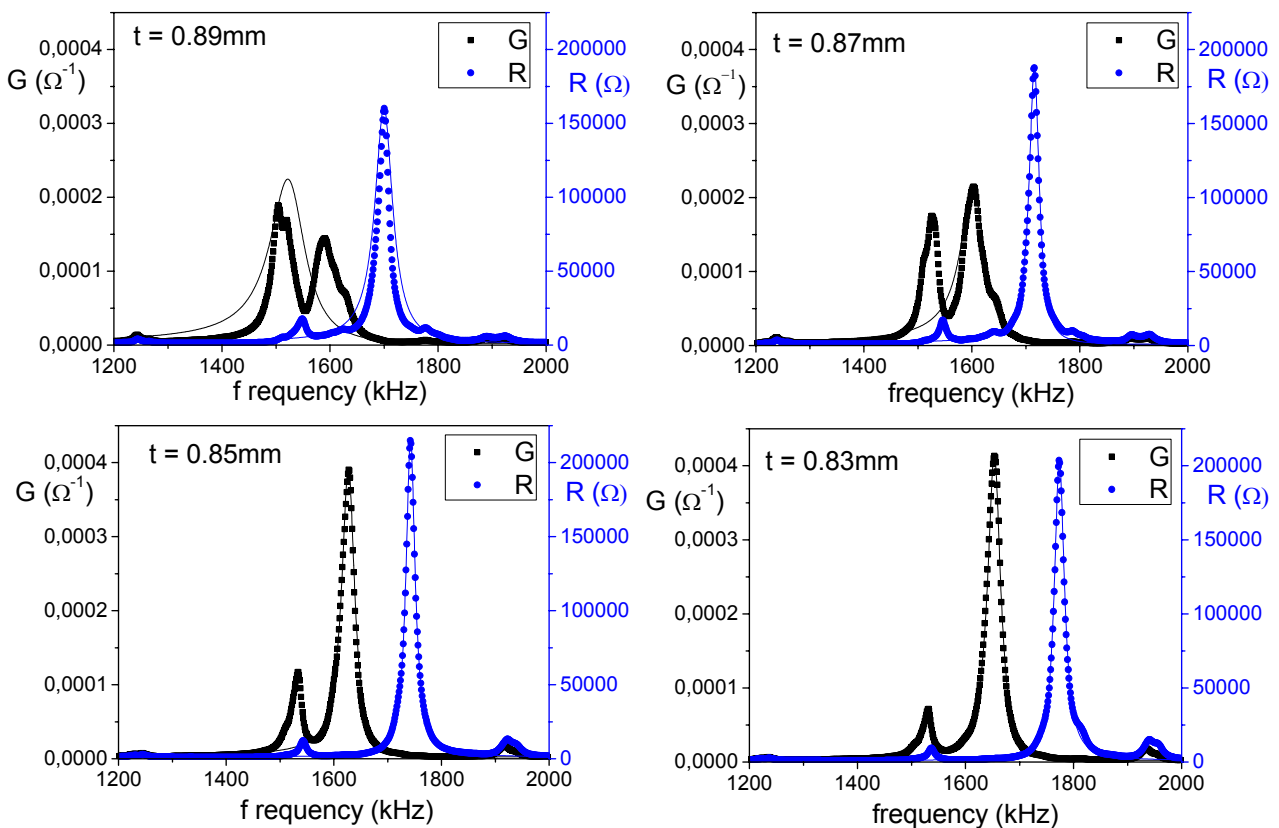 t = 0.89mm
G
R
G (Ω⁻¹)
R (Ω)
0,0004
0,0003
0,0002
0,0001
0,0000
200000
150000
100000
50000
0
1200 1400 1600 1800 2000
f requency (kHz)
t = 0.87mm
G
R
G (Ω⁻¹)
R (Ω)
0,0004
0,0003
0,0002
0,0001
0,0000
200000
150000
100000
50000
0
1200 1400 1600 1800 2000
frequency (kHz)
t = 0.85mm
G
R
G (Ω⁻¹)
R (Ω)
0,0004
0,0003
0,0002
0,0001
0,0000
200000
150000
100000
50000
0
1200 1400 1600 1800 2000
f requency (kHz)
t = 0.83mm
G
R
G (Ω⁻¹)
R (Ω)
0,0004
0,0003
0,0002
0,0001
0,0000
200000
150000
100000
50000
0
1200 1400 1600 1800 2000
frequency (kHz)